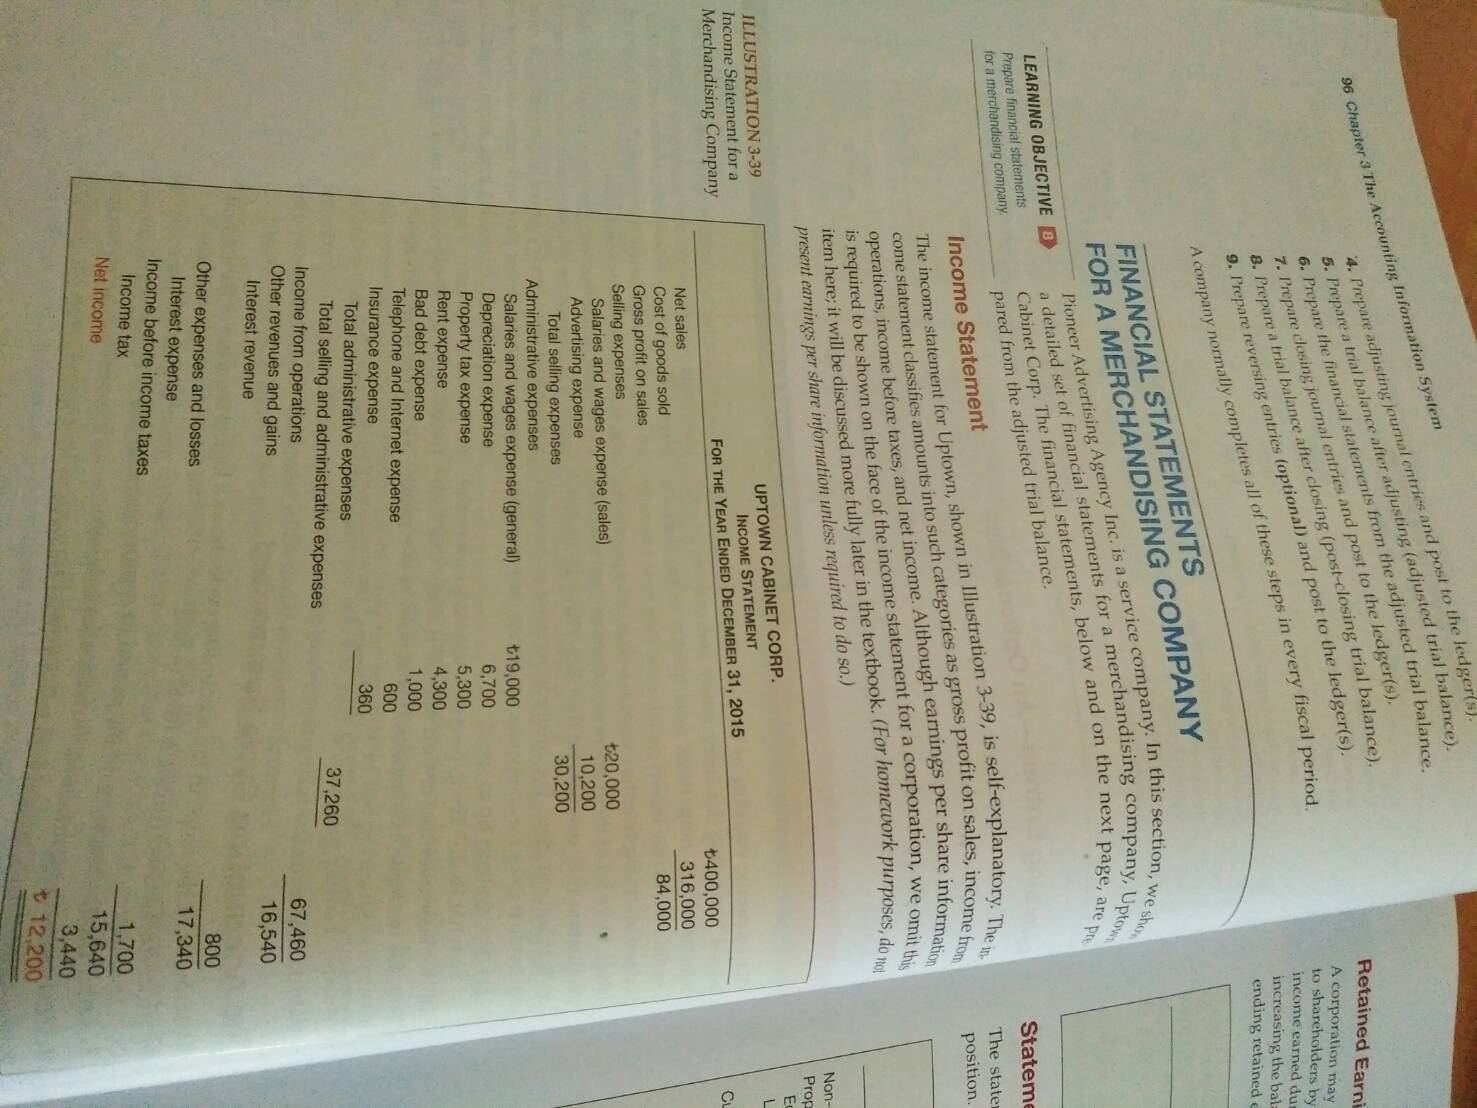 96 Chapter 3 The Accounting Information System
4. Prepare adjusting journal entries and post to the ledger(s).
5. Prepare a trial balance after adjusting (adjusted trial balance).
6. Prepare the financial statements from the adjusted trial balance.
7. Prepare closing journal entries and post to the ledger(s).
8. Prepare a trial balance after closing (post-closing trial balance).
9. Prepare reversing entries (optional) and post to the ledger(s).
A company normally completes all of these steps in every fiscal period.
FINANCIAL STATEMENTS
FOR A MERCHANDISING COMPANY
LEARNING OBJECTIVE 8
Prepare financial statements
for a merchandising company.
Pioner Advertising Agency Inc. is a service company. In this section, we show
a detailed set of financial statements for a merchandising company, Uptown
Cabinet Corp. The financial statements, below and on the next page, are pre
pared from the adjusted trial balance.
Income Statement
The income statement for Uptown, shown in Illustration 3-39, is self-explanatory. The in-
come statement classifies amounts into such categories as gross profit on sales, income from
operations, income before taxes, and net income. Although earnings per share information
is required to be shown on the face of the income statement for a corporation, we omit this
item here; it will be discussed more fully later in the textbook. (For homework purposes, do not
present earnings per share information unless required to do so.)
ILLUSTRATION 3-39
Income Statement for a
Merchandising Company
UPTOWN CABINET CORP.
INCOME STATEMENT
FOR THE YEAR ENDED DECEMBER 31, 2015
Net sales ₺400,000
Cost of goods sold 316,000
Gross profit on sales 84,000
Selling expenses
Salaries and wages expense (sales) ₺20,000
Advertising expense 10,200
Total selling expenses 30,200
Administrative expenses
Salaries and wages expense (general) ₺19,000
Depreciation expense 6,700
Property tax expense 5,300
Rent expense 4,300
Bad debt expense 1,000
Telephone and Internet expense 600
Insurance expense 360
Total administrative expenses 37,260
Total selling and administrative expenses 67,460
Income from operations 16,540
Other revenues and gains
Interest revenue 800
17,340
Other expenses and losses
Interest expense 1,700
Income before income taxes 15,640
Income tax 3,440
Net income ₺ 12,200
Retained Earni
A corporation may
to shareholders by
income earned du
increasing the bal
ending retained e
Stateme
The state
position.
Non-
Prop
E
L
Cu